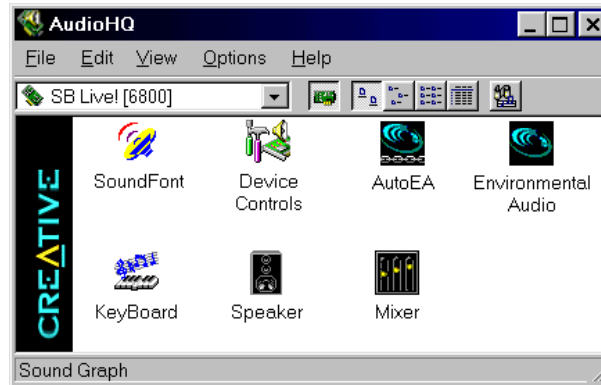 AudioHQ
File Edit View Options Help
SB Live! [6800]
CREATIVE
SoundFont
Device
Controls
AutoEA
Environmental
Audio
KeyBoard
Speaker
Mixer
Sound Graph